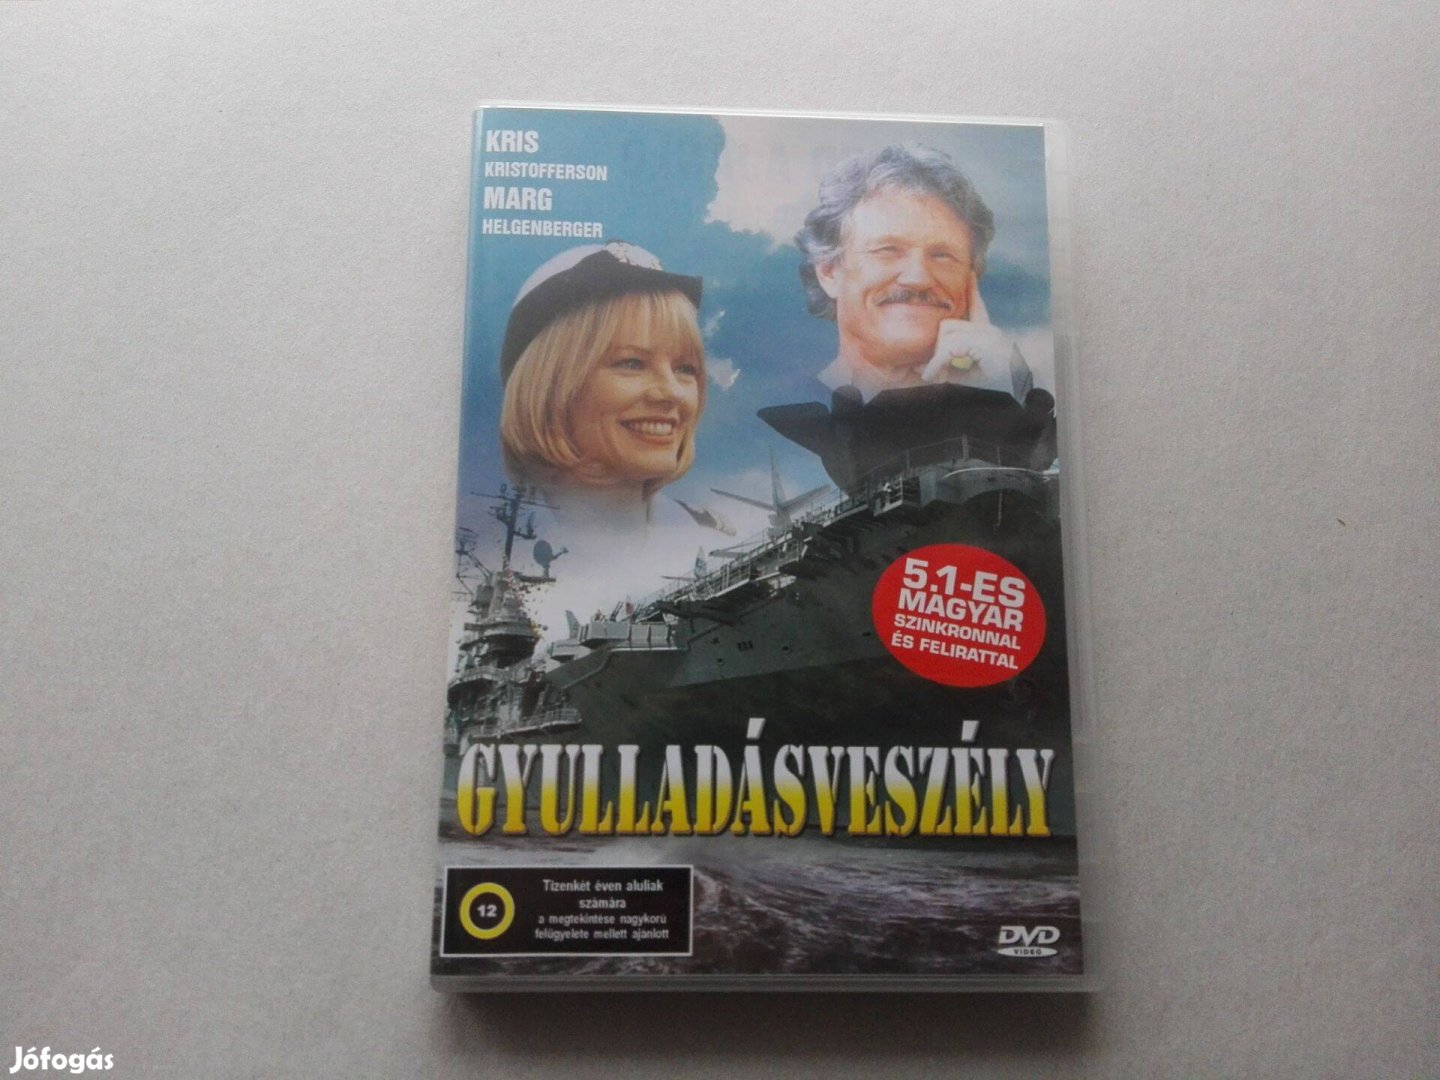 KRIS
KRISTOFFERSON
MARG
HELGENBERGER
5.1-ES
MAGYAR
SZINKRONNAL
ÉS FELIRATTAL
GYULLADÁSVESZÉLY
12
Tizenkét éven aluliak
számára
a megtekintése nagykorú
felügyelete mellett ajánlott
DVD
VIDEO
Jófogás